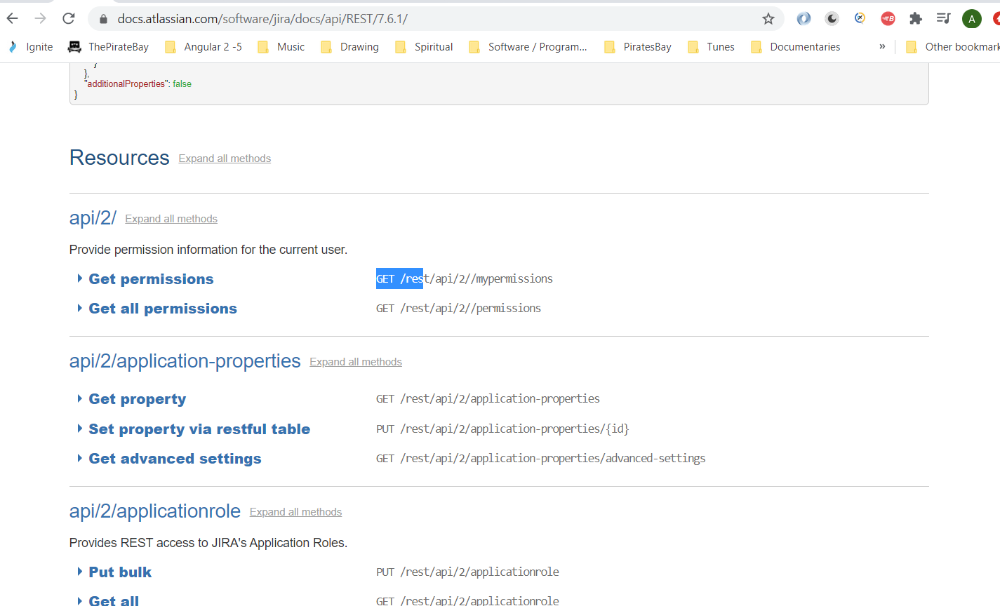 docs.atlassian.com/software/jira/docs/api/REST/7.6.1/
B
A
Ignite ThePirateBay Angular 2 -5 Music Drawing Spiritual Software / Program... PiratesBay Tunes Documentaries » Other bookmark
}
},
"additionalProperties": false
}
Resources Expand all methods
api/2/ Expand all methods
Provide permission information for the current user.
Get permissions GET /rest/api/2//mypermissions
Get all permissions GET /rest/api/2//permissions
api/2/application-properties Expand all methods
Get property GET /rest/api/2/application-properties
Set property via restful table PUT /rest/api/2/application-properties/{id}
Get advanced settings GET /rest/api/2/application-properties/advanced-settings
api/2/applicationrole Expand all methods
Provides REST access to JIRA's Application Roles.
Put bulk PUT /rest/api/2/applicationrole
Get all GET /rest/api/2/applicationrole